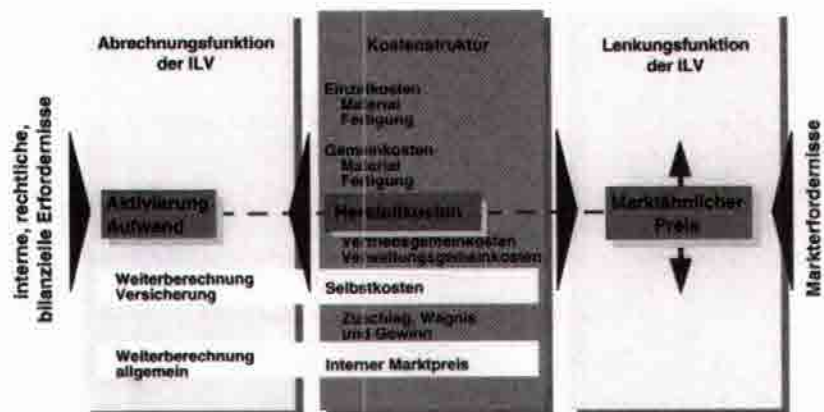 Interne, rechtliche,
bilanzielle Erfordernisse
Abrechnungsfunktion
der ILV
Aktivierung
Aufwand
Weiterberechnung
Versicherung
Weiterberechnung
allgemein
Kostenstruktur
Einzelkosten
Material
Fertigung
Gemeinkosten
Material
Fertigung
Herstellkosten
Vertriebsgemeinkosten
Verwaltungsgemeinkosten
Selbstkosten
Zuschlag, Wagnis
und Gewinn
Interner Marktpreis
Lenkungsfunktion
der ILV
Marktähnlicher
Preis
Markterfordernisse